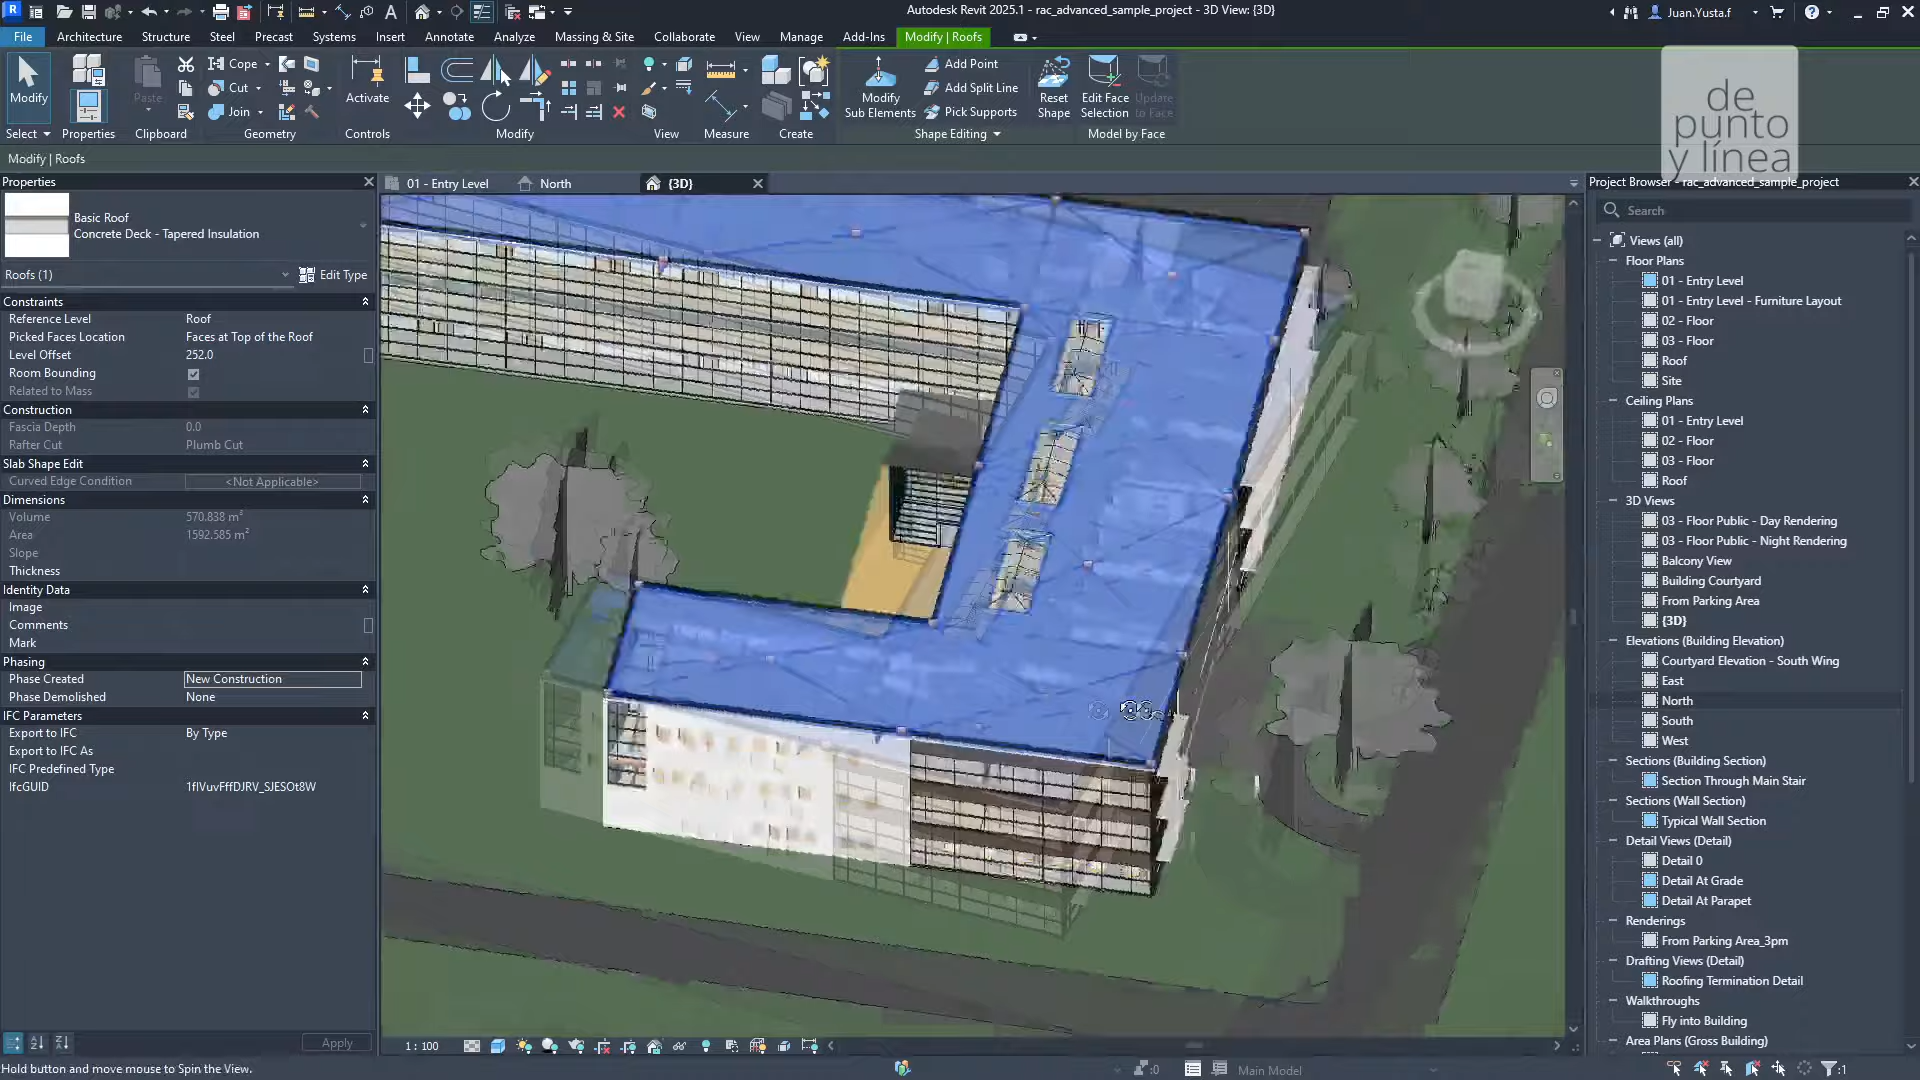 Autodesk Revit 2025.1 - rac_advanced_sample_project - 3D View: {3D}
Juan.Yusta.f
File Architecture Structure Steel Precast Systems Insert Annotate Analyze Massing & Site Collaborate View Manage Add-Ins Modify | Roofs
Modify
Paste
Cope
Cut
Join
Activate
Modify Sub Elements
Add Point
Add Split Line
Pick Supports
Reset Shape
Edit Face Selection
Update to Face
Select Properties Clipboard Geometry Controls Modify View Measure Create Shape Editing Model by Face
de
punto
y línea
Modify | Roofs
Properties
Basic Roof
Concrete Deck - Tapered Insulation
Roofs (1) Edit Type
Constraints
Reference Level Roof
Picked Faces Location Faces at Top of the Roof
Level Offset 252.0
Room Bounding
Related to Mass
Construction
Fascia Depth 0.0
Rafter Cut Plumb Cut
Slab Shape Edit
Curved Edge Condition <Not Applicable>
Dimensions
Volume 570.838 m³
Area 1592.585 m²
Slope
Thickness
Identity Data
Image
Comments
Mark
Phasing
Phase Created New Construction
Phase Demolished None
IFC Parameters
Export to IFC By Type
Export to IFC As
IFC Predefined Type
IfcGUID 1flVuvFffDJRV_SJESOt8W
Apply
01 - Entry Level North {3D}
1 : 100
Project Browser - rac_advanced_sample_project
Search
Views (all)
Floor Plans
01 - Entry Level
01 - Entry Level - Furniture Layout
02 - Floor
03 - Floor
Roof
Site
Ceiling Plans
01 - Entry Level
02 - Floor
03 - Floor
Roof
3D Views
03 - Floor Public - Day Rendering
03 - Floor Public - Night Rendering
Balcony View
Building Courtyard
From Parking Area
{3D}
Elevations (Building Elevation)
Courtyard Elevation - South Wing
East
North
South
West
Sections (Building Section)
Section Through Main Stair
Sections (Wall Section)
Typical Wall Section
Detail Views (Detail)
Detail 0
Detail At Grade
Detail At Parapet
Renderings
From Parking Area_3pm
Drafting Views (Detail)
Roofing Termination Detail
Walkthroughs
Fly into Building
Area Plans (Gross Building)
Hold button and move mouse to Spin the View.
:0
Main Model
:1